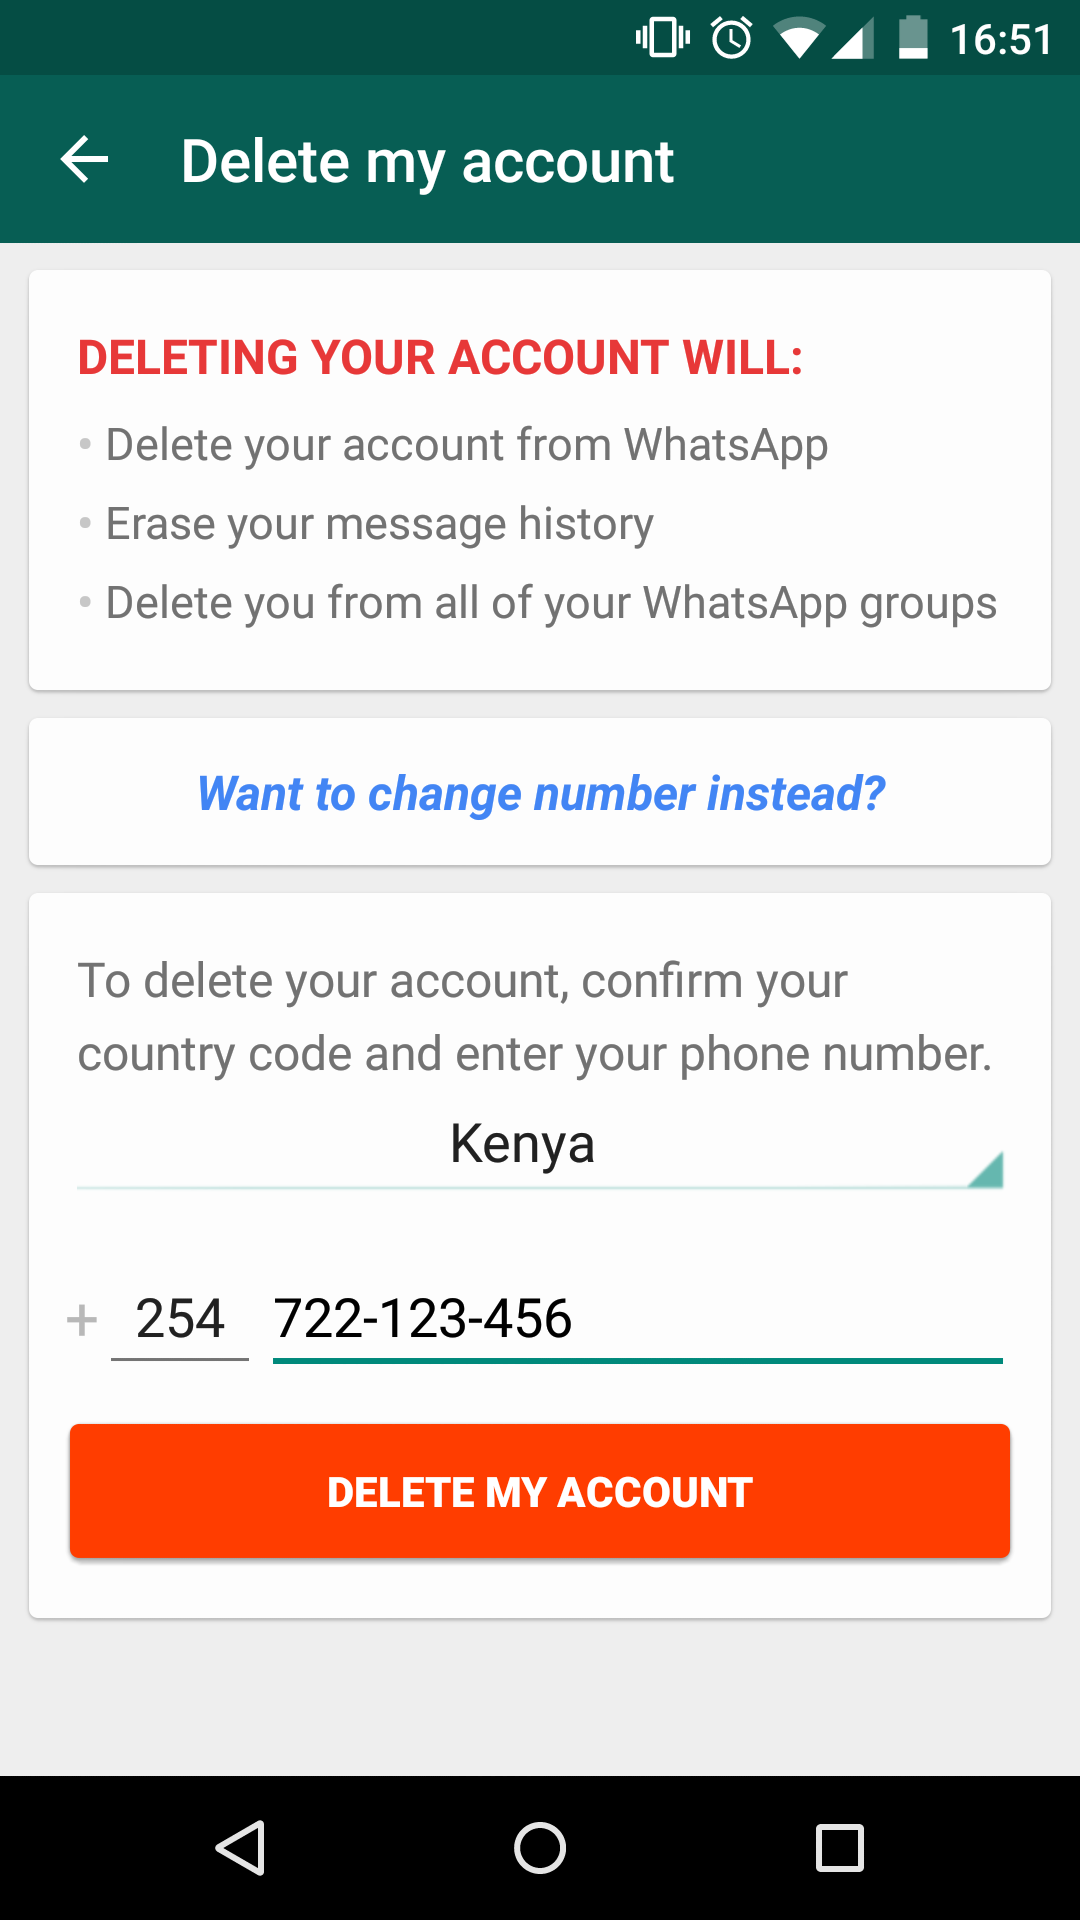 16:51
Delete my account
DELETING YOUR ACCOUNT WILL:
• Delete your account from WhatsApp
• Erase your message history
• Delete you from all of your WhatsApp groups
Want to change number instead?
To delete your account, confirm your
country code and enter your phone number.
Kenya
+ 254 722-123-456
DELETE MY ACCOUNT